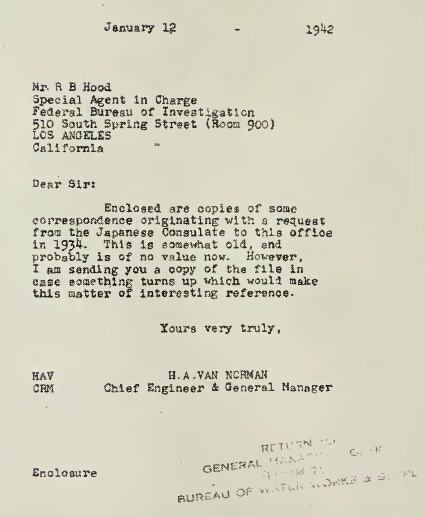 January 12 - 1942
Mr. R B Hood
Special Agent in Charge
Federal Bureau of Investigation
510 South Spring Street (Room 900)
LOS ANGELES
California
Dear Sir:
Enclosed are copies of some
correspondence originating with a request
from the Japanese Consulate to this office
in 1934. This is somewhat old, and
probably is of no value now. However,
I am sending you a copy of the file in
case something turns up which would make
this matter of interesting reference.
Yours very truly,
HAV H.A.VAN NORMAN
CRM Chief Engineer & General Manager
RETURN TO
GENERAL
Enclosure
BUREAU OF WATER WORKS &